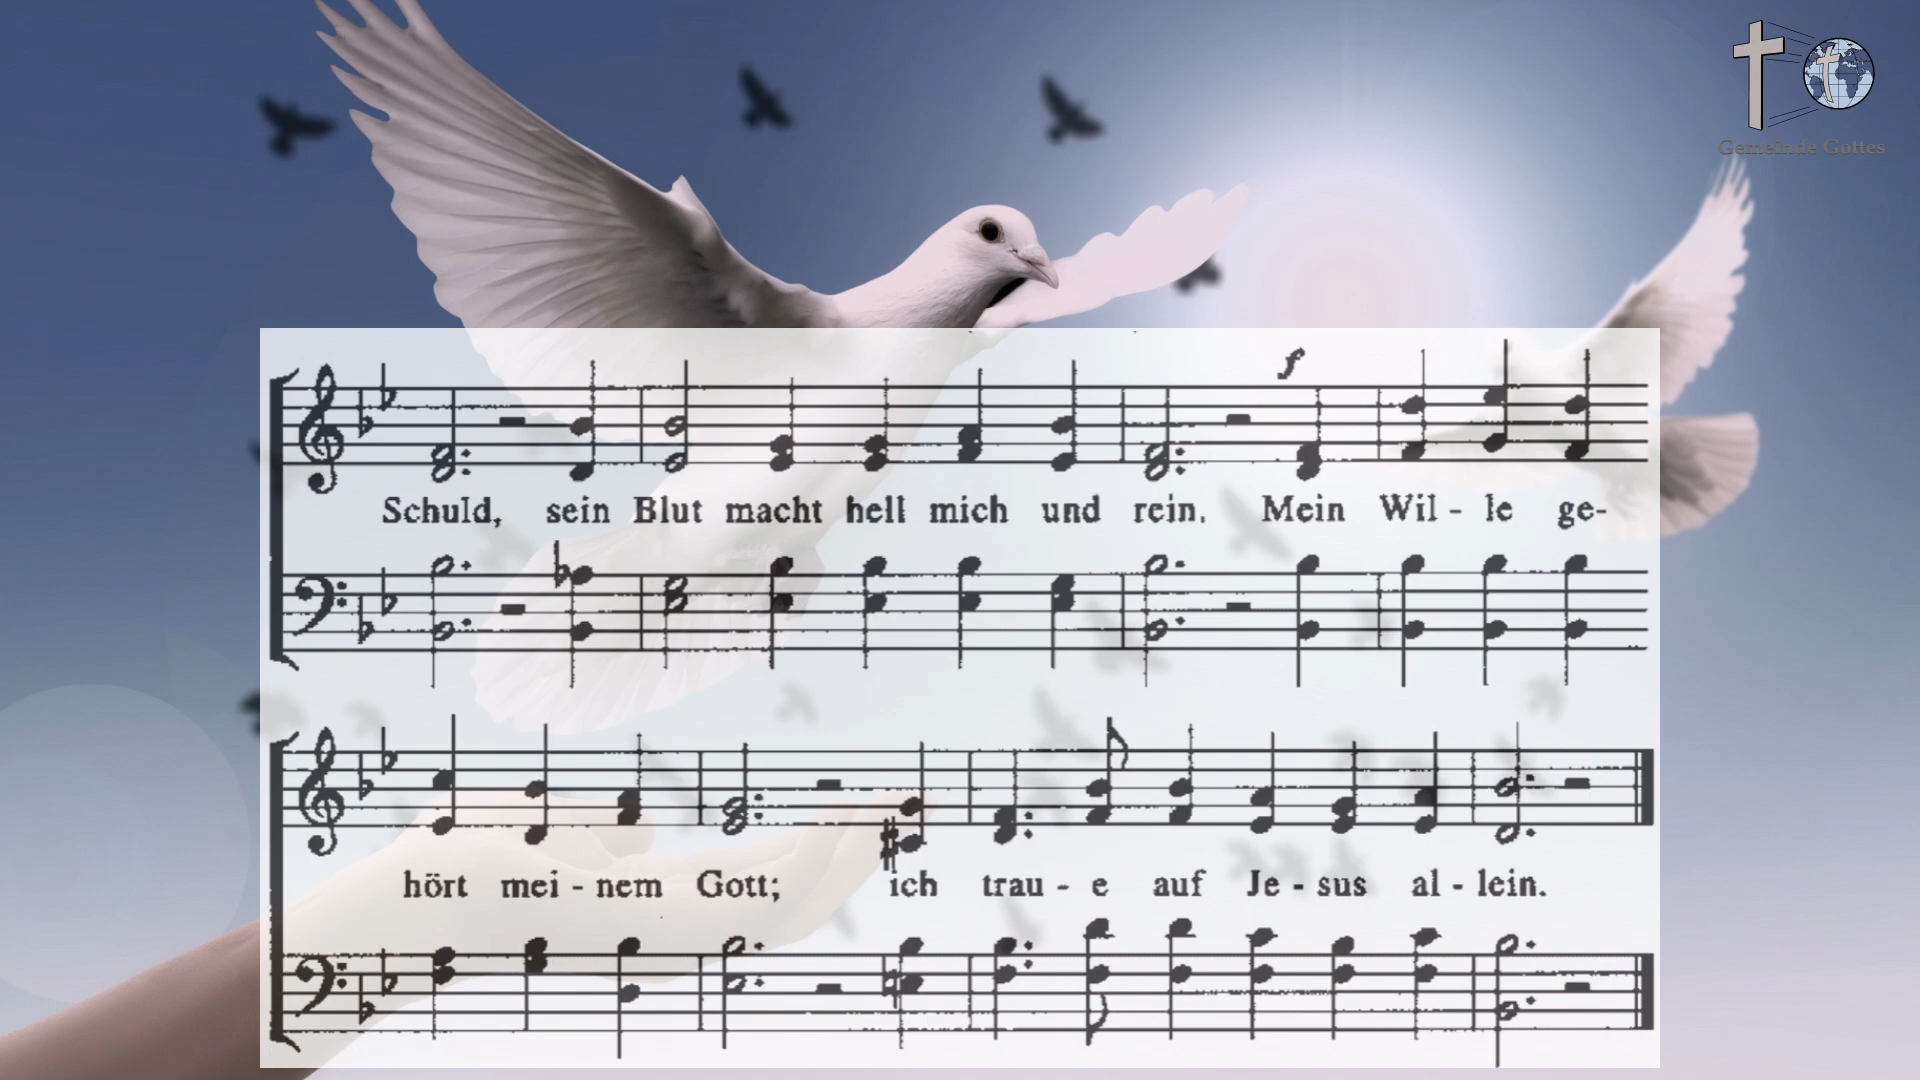 Gemeinde Gottes
f
Schuld, sein Blut macht hell mich und rein. Mein Wil - le ge-
hört mei - nem Gott; ich trau - e auf Je - sus al - lein.